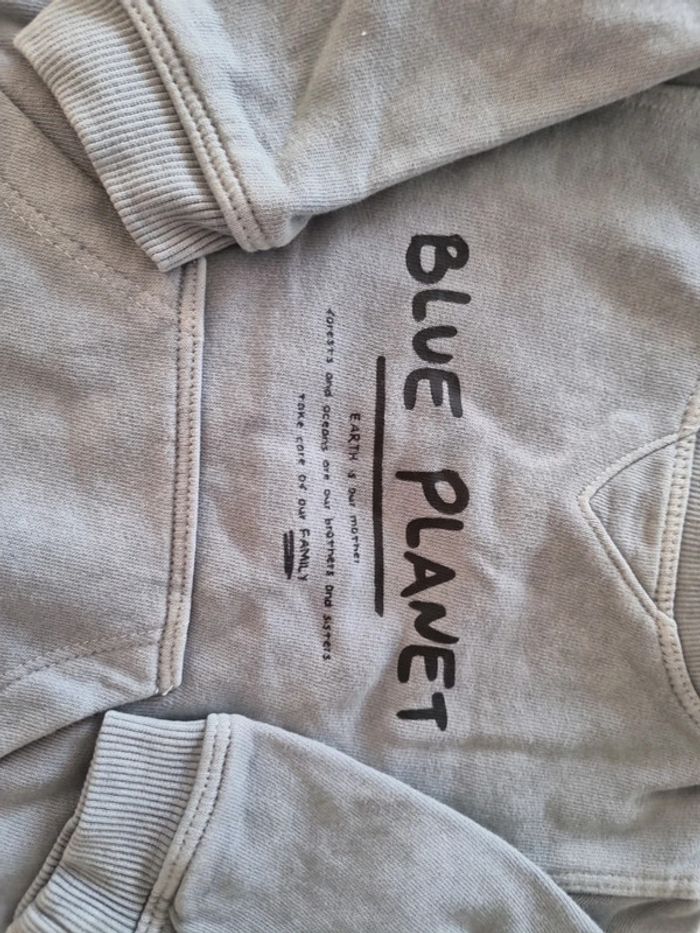 BLUE PLANET
EARTH is our mother
forests and oceans are our brothers and sisters
take care of our FAMILY